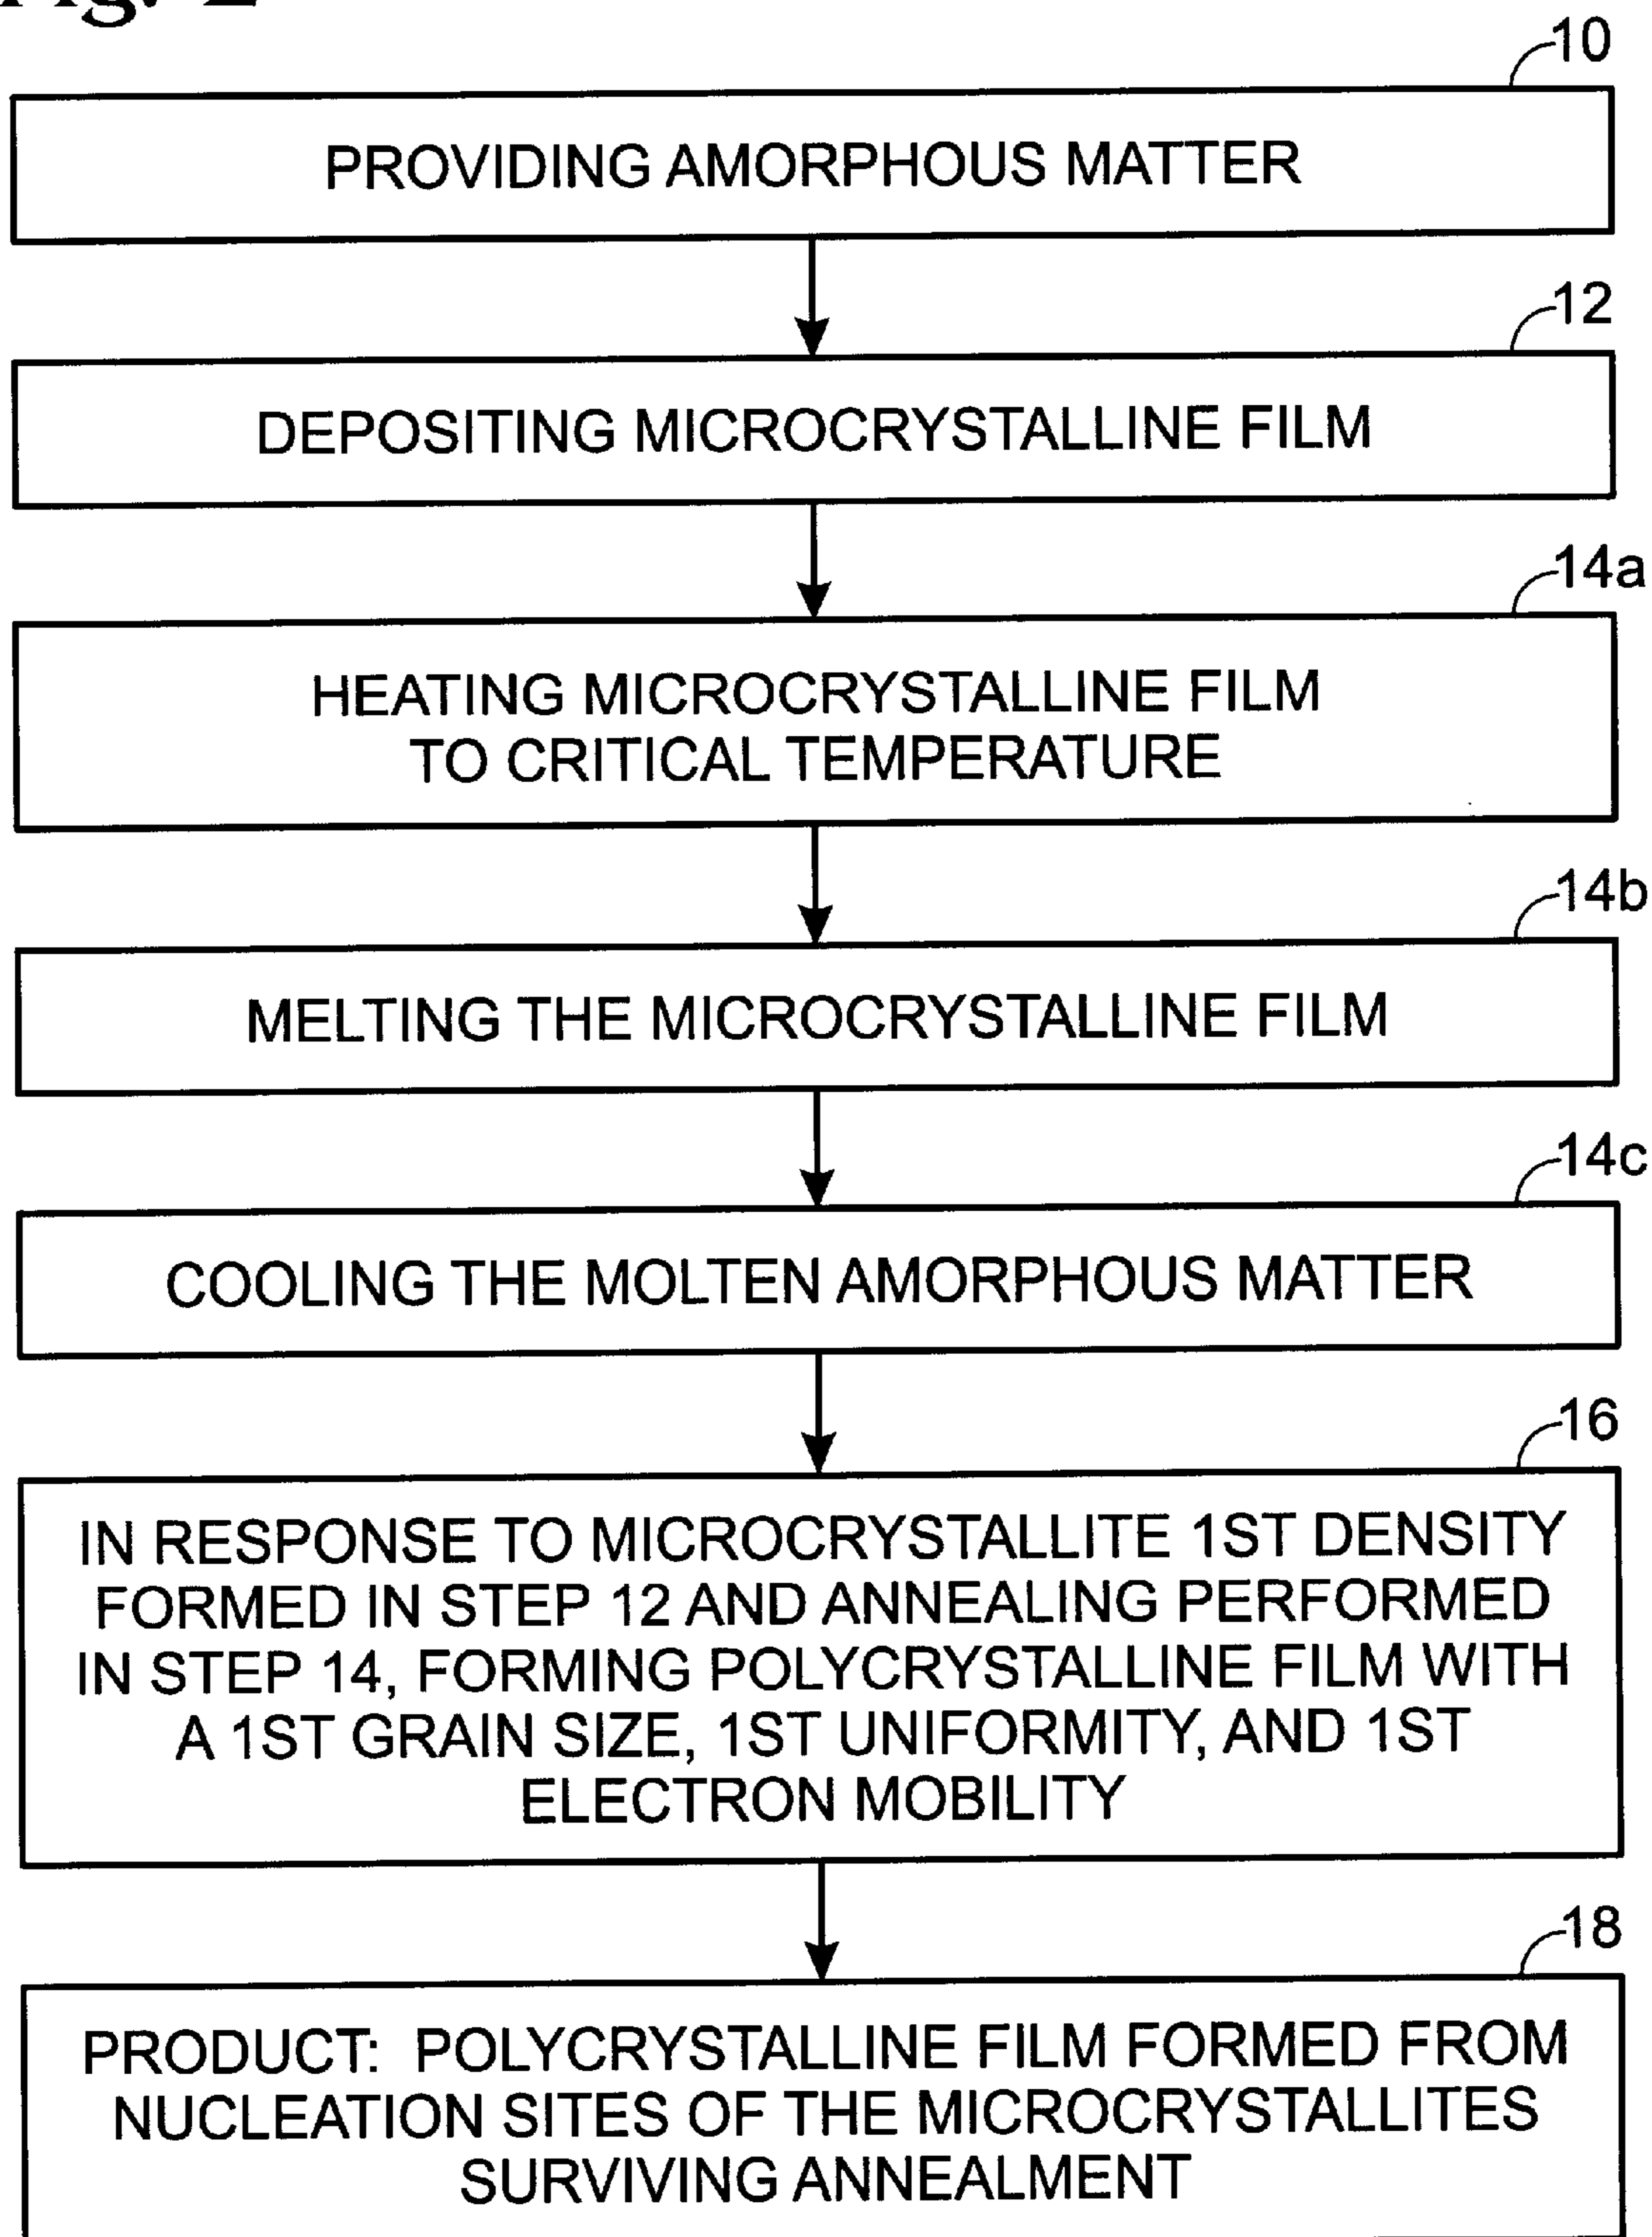 10
PROVIDING AMORPHOUS MATTER
12
DEPOSITING MICROCRYSTALLINE FILM
14a
HEATING MICROCRYSTALLINE FILM
TO CRITICAL TEMPERATURE
14b
MELTING THE MICROCRYSTALLINE FILM
14c
COOLING THE MOLTEN AMORPHOUS MATTER
16
IN RESPONSE TO MICROCRYSTALLITE 1ST DENSITY
FORMED IN STEP 12 AND ANNEALING PERFORMED
IN STEP 14, FORMING POLYCRYSTALLINE FILM WITH
A 1ST GRAIN SIZE, 1ST UNIFORMITY, AND 1ST
ELECTRON MOBILITY
18
PRODUCT: POLYCRYSTALLINE FILM FORMED FROM
NUCLEATION SITES OF THE MICROCRYSTALLITES
SURVIVING ANNEALMENT